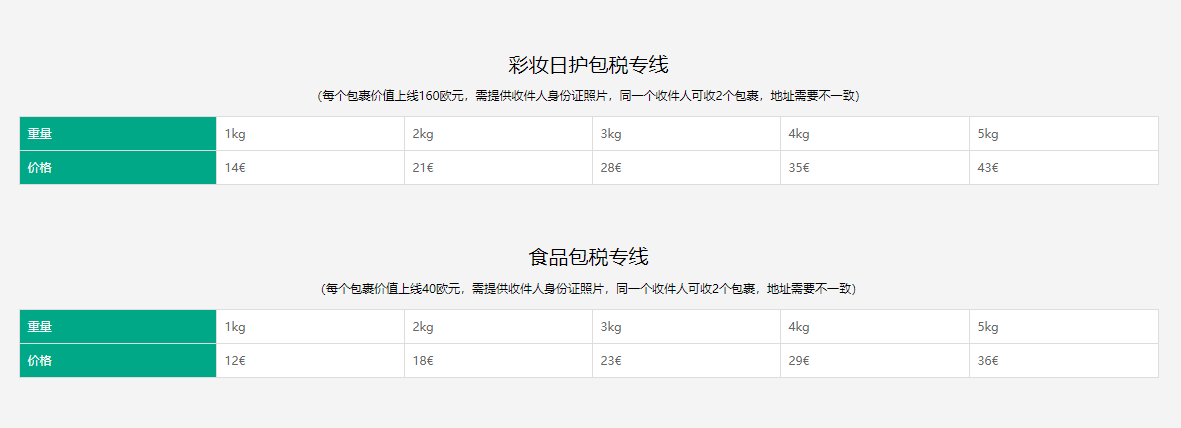 彩妆日护包税专线
（每个包裹价值上线160欧元，需提供收件人身份证照片，同一个收件人可收2个包裹，地址需要不一致）
重量 1kg 2kg 3kg 4kg 5kg
价格 14€ 21€ 28€ 35€ 43€
食品包税专线
（每个包裹价值上线40欧元，需提供收件人身份证照片，同一个收件人可收2个包裹，地址需要不一致）
重量 1kg 2kg 3kg 4kg 5kg
价格 12€ 18€ 23€ 29€ 36€